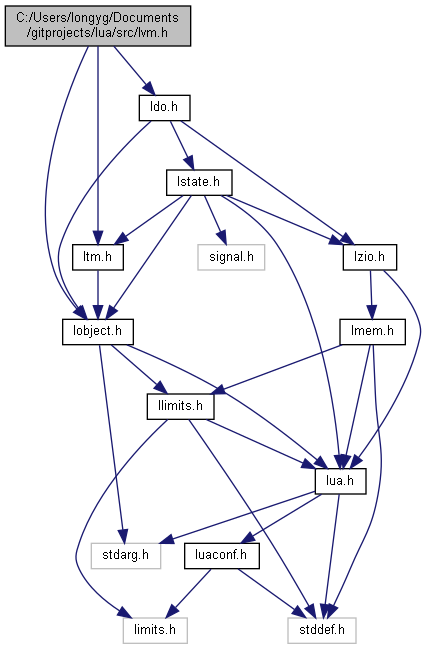 C:/Users/longyg/Documents
/gitprojects/lua/src/lvm.h
ldo.h
lstate.h
ltm.h
signal.h
lzio.h
lobject.h
lmem.h
llimits.h
lua.h
stdarg.h
luaconf.h
limits.h
stddef.h